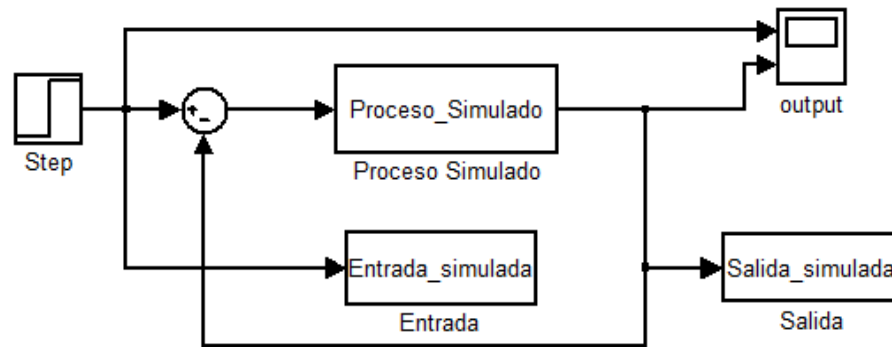 Step
Proceso_Simulado
Proceso Simulado
output
Entrada_simulada
Entrada
Salida_simulada
Salida